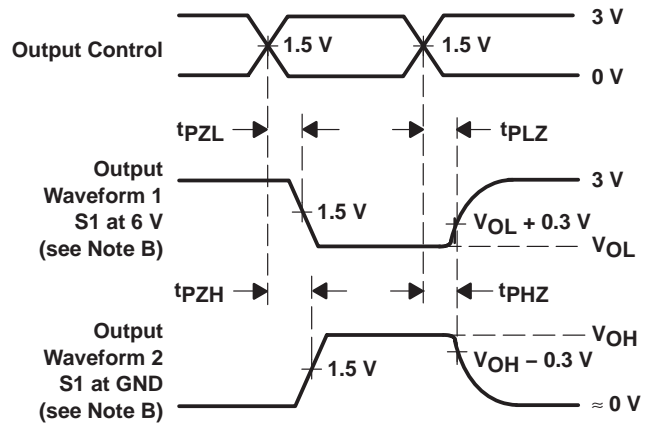 3 V
Output Control
1.5 V
1.5 V
0 V
tPZL
tPLZ
Output
Waveform 1
S1 at 6 V
(see Note B)
3 V
1.5 V
VOL + 0.3 V
VOL
tPZH
tPHZ
Output
Waveform 2
S1 at GND
(see Note B)
VOH
1.5 V
VOH − 0.3 V
≈ 0 V